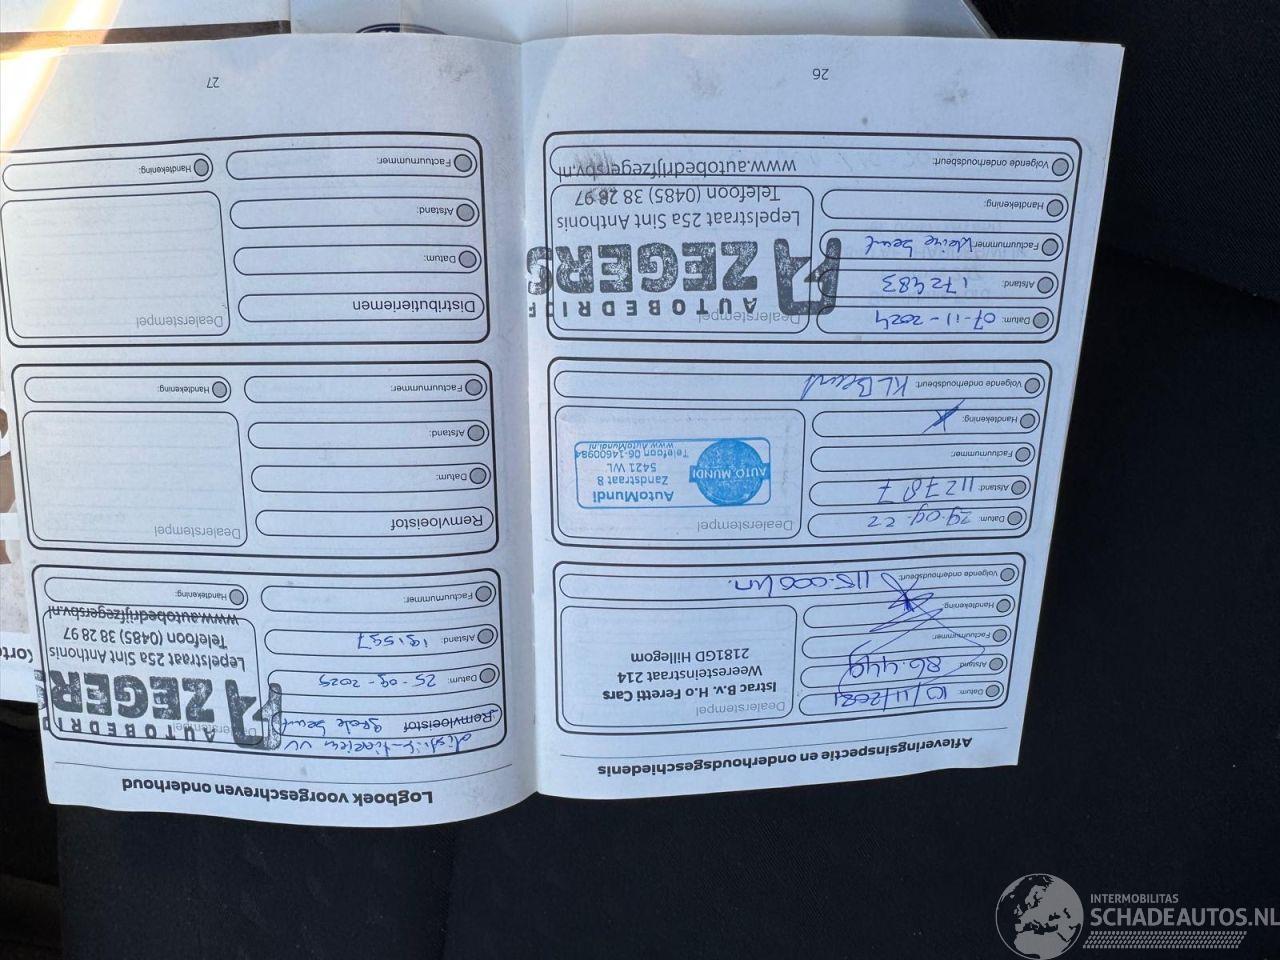 Afleveringsinspectie en onderhoudsgeschiedenis
Datum: 10/11/2021
Afstand: 86.449
Factuurnummer:
Handtekening:
Volgende onderhoudsbeurt: 115.000 km.
Dealerstempel
Istrac B.v. H.o Feretti Cars
Weeresteinstraat 214
2181GD Hillegom
Datum: 29.09.22
Afstand: 112787
Factuurnummer:
Handtekening:
Volgende onderhoudsbeurt: KL Beurt
Dealerstempel
AUTO MUNDI
AutoMundi
Zandstraat 8
5421 WL
Telefoon 06-14600984
www.AutoMundi.nl
Datum: 07-11-2024
Afstand: 172483
Factuurnummer: kleine beurt
Handtekening:
Volgende onderhoudsbeurt:
Dealerstempel
AUTOBEDRIJF
ZEGERS
Lepelstraat 25a Sint Anthonis
Telefoon (0485) 38 28 97
www.autobedrijfzegersbv.nl
26
Logboek voorgeschreven onderhoud
Remvloeistof grote beurt
Datum: 25-09-2025
Afstand:
Factuurnummer:
Handtekening:
Dealerstempel
AUTOBEDRIJ
ZEGER
Lepelstraat 25a Sint Anthonis
Telefoon (0485) 38 28 97
www.autobedrijfzegersbv.nl
Remvloeistof
Datum:
Afstand:
Factuurnummer:
Handtekening:
Dealerstempel
Distributieriemen
Datum:
Afstand:
Factuurnummer:
Handtekening:
Dealerstempel
27
INTERMOBILITAS
SCHADEAUTOS.NL